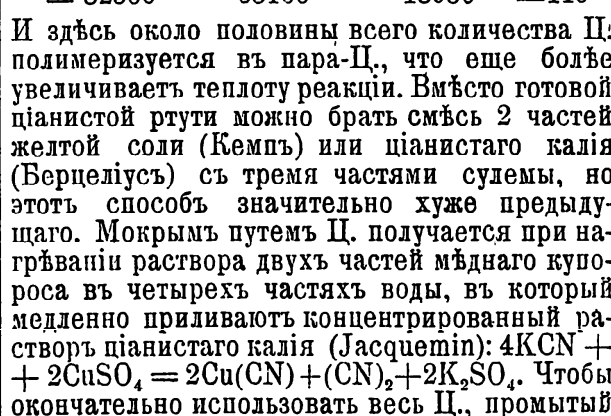 И здѣсь около половины всего количества Ц.
полимеризуется въ пара-Ц., что еще болѣе
увеличиваетъ теплоту реакціи. Вмѣсто готовой
ціанистой ртути можно брать смѣсь 2 частей
желтой соли (Кемпъ) или ціанистаго калія
(Берцеліусъ) съ тремя частями сулемы, но
этотъ способъ значительно хуже предыду-
щаго. Мокрымъ путемъ Ц. получается при на-
грѣваніи раствора двухъ частей мѣднаго купо-
роса въ четырехъ частяхъ воды, въ который
медленно приливаютъ концентрированный ра-
створъ ціанистаго калія (Jacquemin): 4KCN +
+ 2CuSO₄ = 2Cu(CN) + (CN)₂ + 2K₂SO₄. Чтобы
окончательно использовать весь Ц., промытый